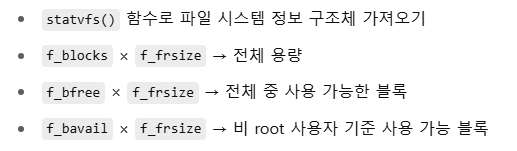 • statvfs() 함수로 파일 시스템 정보 구조체 가져오기
• f_blocks × f_frsize → 전체 용량
• f_bfree × f_frsize → 전체 중 사용 가능한 블록
• f_bavail × f_frsize → 비 root 사용자 기준 사용 가능 블록